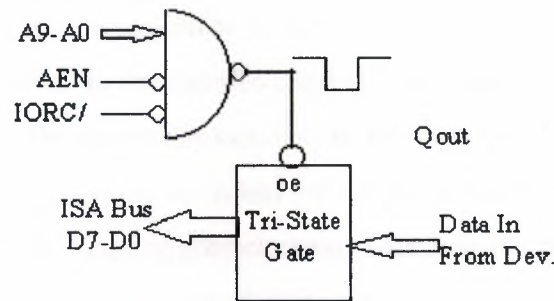 A9-A0
AEN
IORC/
Qout
oe
ISA Bus
D7-D0
Tri-State
Gate
Data In
From Dev.